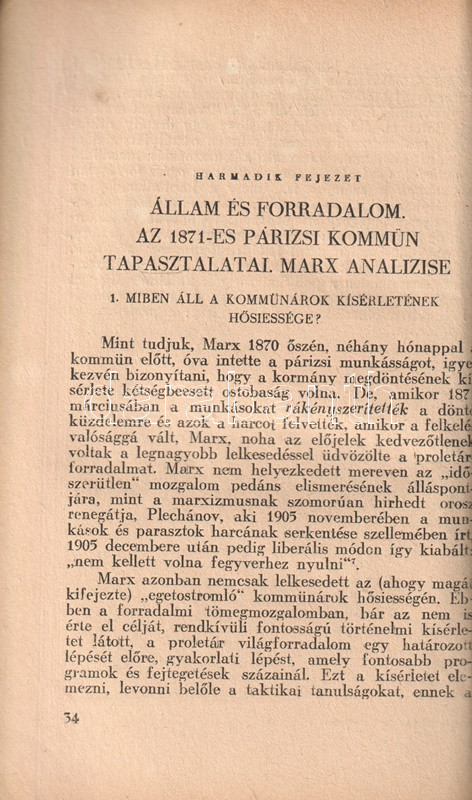 HARMADIK FEJEZET
ÁLLAM ÉS FORRADALOM.
AZ 1871-ES PÁRIZSI KOMMÜN
TAPASZTALATAI. MARX ANALIZISE
1. MIBEN ÁLL A KOMMÜNÁROK KÍSÉRLETÉNEK
HŐSIESSÉGE?
Mint tudjuk, Marx 1870 őszén, néhány hónappal
kommün előtt, óva intette a párizsi munkásságot, igye
kezvén bizonyítani, hogy a kormány megdöntésének kí
sérlete kétségbeesett ostobaság volna. De, amikor 187
márciusában a munkásokat rákényszerítették a dönt
küzdelemre és azok a harcot felvették, amikor a felkelé
valósággá vált, Marx, noha az előjelek kedvezőtlenek
voltak a legnagyobb lelkesedéssel üdvözölte a proletár
forradalmat. Marx nem helyezkedett mereven az „idő
szerütlen" mozgalom pedáns elismerésének álláspont
jára, mint a marxizmusnak szomorúan hirhedt orosz
renegátja, Plechánov, aki 1905 novemberében a mun-
kások és parasztok harcának serkentése szellemében írt,
1905 decembere után pedig liberális módon így kiabált:
„nem kellett volna fegyverhez nyulni"⁷.
Marx azonban nemcsak lelkesedett az (ahogy magát
kifejezte) „egetostromló" kommünárok hősiességén. Eb-
ben a forradalmi tömegmozgalomban, bár az nem is
érte el célját, rendkívüli fontosságú történelmi kísérle-
tet látott, a proletár világforradalom egy határozott
lépését előre, gyakorlati lépést, amely fontosabb pro-
gramok és fejtegetések százainál. Ezt a kísérletet ele-
mezni, levonni belőle a taktikai tanulságokat, ennek a
34